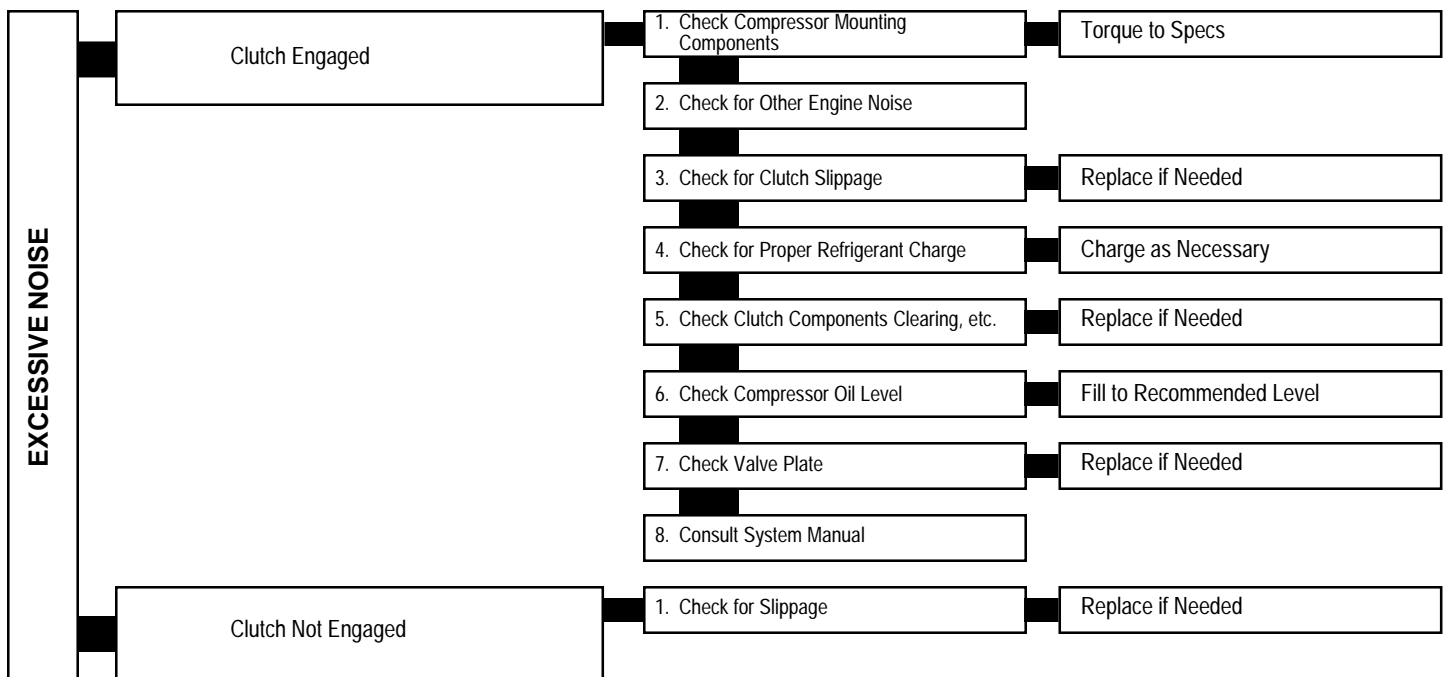 EXCESSIVE NOISE
Clutch Engaged
1. Check Compressor Mounting
Components
Torque to Specs
2. Check for Other Engine Noise
3. Check for Clutch Slippage
Replace if Needed
4. Check for Proper Refrigerant Charge
Charge as Necessary
5. Check Clutch Components Clearing, etc.
Replace if Needed
6. Check Compressor Oil Level
Fill to Recommended Level
7. Check Valve Plate
Replace if Needed
8. Consult System Manual
Clutch Not Engaged
1. Check for Slippage
Replace if Needed